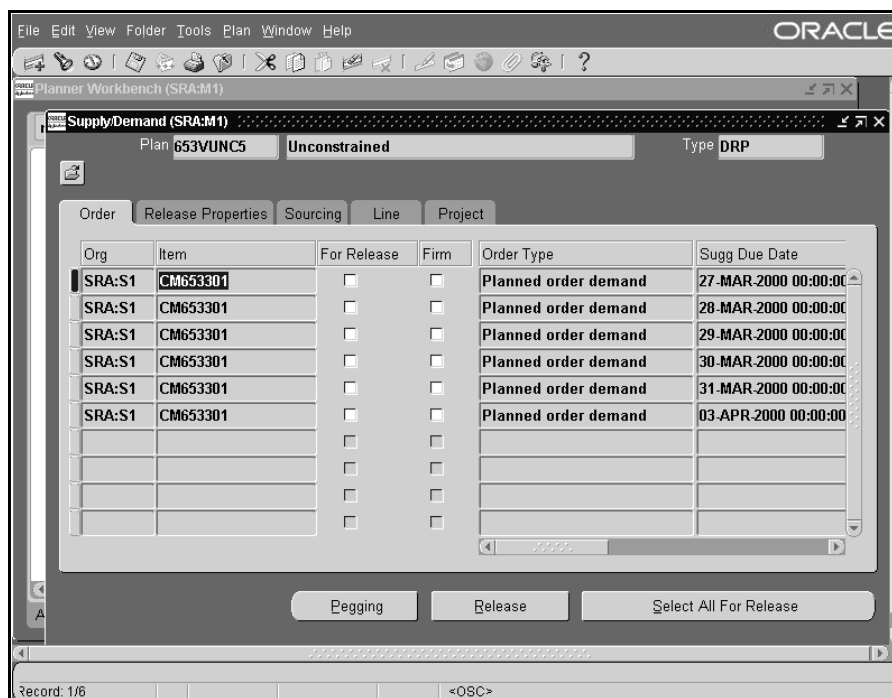 File Edit View Folder Tools Plan Window Help ORACLE
Planner Workbench (SRA:M1)
Supply/Demand (SRA:M1)
Plan 653VUNC5 Unconstrained Type DRP
Order Release Properties Sourcing Line Project
Org Item For Release Firm Order Type Sugg Due Date
SRA:S1 CM653301 Planned order demand 27-MAR-2000 00:00:00
SRA:S1 CM653301 Planned order demand 28-MAR-2000 00:00:00
SRA:S1 CM653301 Planned order demand 29-MAR-2000 00:00:00
SRA:S1 CM653301 Planned order demand 30-MAR-2000 00:00:00
SRA:S1 CM653301 Planned order demand 31-MAR-2000 00:00:00
SRA:S1 CM653301 Planned order demand 03-APR-2000 00:00:00
Pegging Release Select All For Release
Record: 1/6 <OSC>